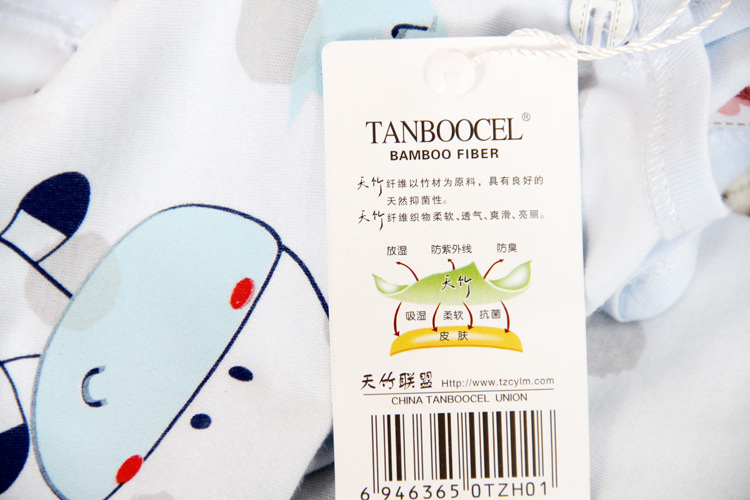 TANBOOCEL®
BAMBOO FIBER
天竹纤维以竹材为原料，具有良好的
天然抑菌性。
天竹纤维织物柔软、透气、爽滑、亮丽。
放湿 防紫外线 防臭
天竹
吸湿 柔软 抗菌
皮肤
天竹联盟 Http://www.tzcylm.com
CHINA TANBOOCEL UNION
6 946365 0TZH01